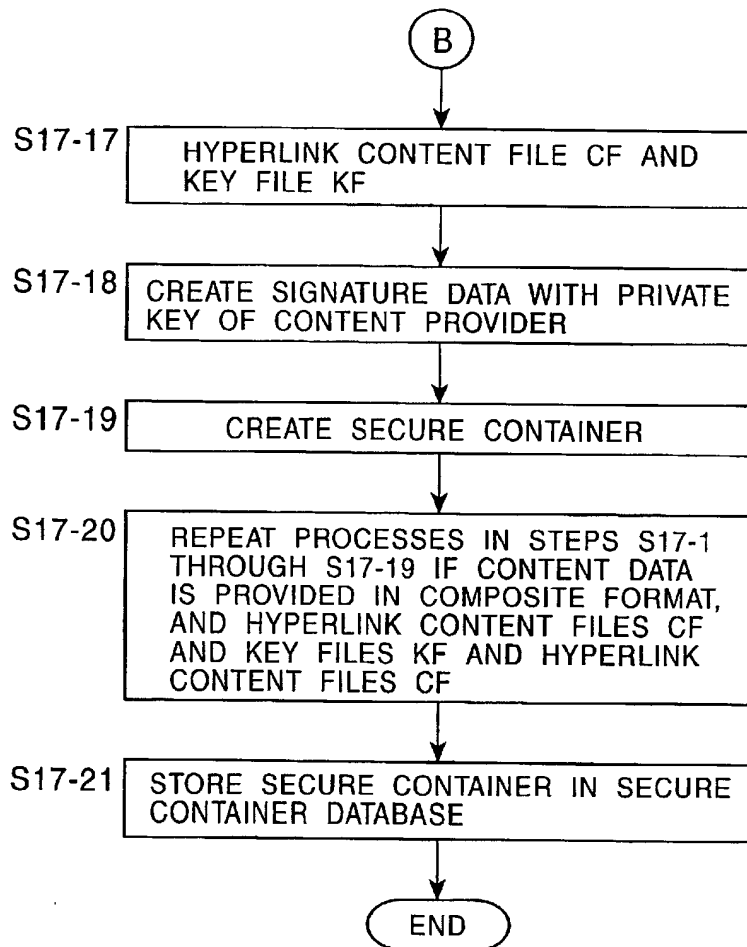 B
S17-17
HYPERLINK CONTENT FILE CF AND
KEY FILE KF
S17-18
CREATE SIGNATURE DATA WITH PRIVATE
KEY OF CONTENT PROVIDER
S17-19
CREATE SECURE CONTAINER
S17-20
REPEAT PROCESSES IN STEPS S17-1
THROUGH S17-19 IF CONTENT DATA
IS PROVIDED IN COMPOSITE FORMAT,
AND HYPERLINK CONTENT FILES CF
AND KEY FILES KF AND HYPERLINK
CONTENT FILES CF
S17-21
STORE SECURE CONTAINER IN SECURE
CONTAINER DATABASE
END